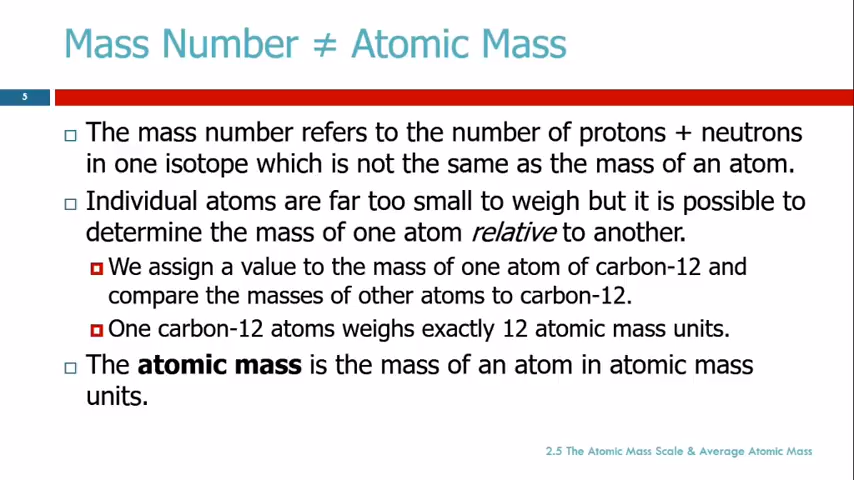 Mass Number ≠ Atomic Mass
5
The mass number refers to the number of protons + neutrons
in one isotope which is not the same as the mass of an atom.
Individual atoms are far too small to weigh but it is possible to
determine the mass of one atom relative to another.
We assign a value to the mass of one atom of carbon-12 and
compare the masses of other atoms to carbon-12.
One carbon-12 atoms weighs exactly 12 atomic mass units.
The atomic mass is the mass of an atom in atomic mass
units.
2.5 The Atomic Mass Scale & Average Atomic Mass